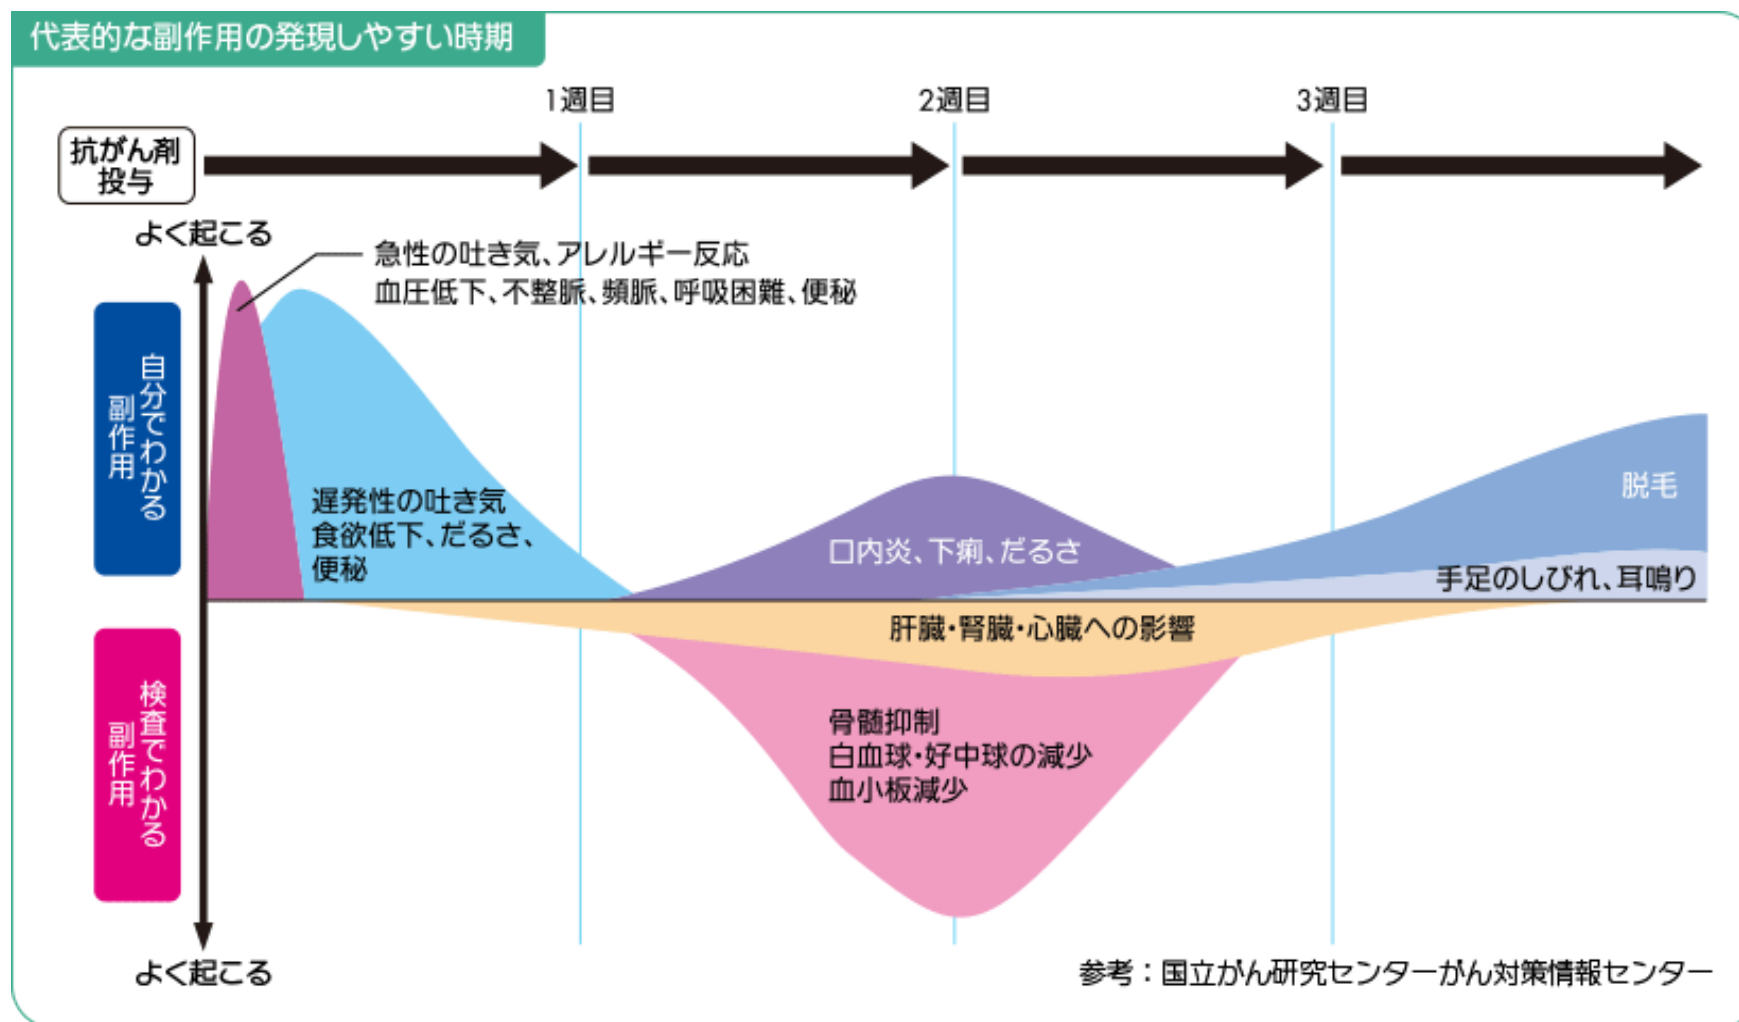 代表的な副作用の発現しやすい時期
1週目
2週目
3週目
抗がん剤
投与
よく起こる
急性の吐き気、アレルギー反応
血圧低下、不整脈、頻脈、呼吸困難、便秘
自分でわかる
副作用
遅発性の吐き気
食欲低下、だるさ、
便秘
口内炎、下痢、だるさ
脱毛
手足のしびれ、耳鳴り
肝臓・腎臓・心臓への影響
検査でわかる
副作用
骨髄抑制
白血球・好中球の減少
血小板減少
よく起こる
参考：国立がん研究センターがん対策情報センター